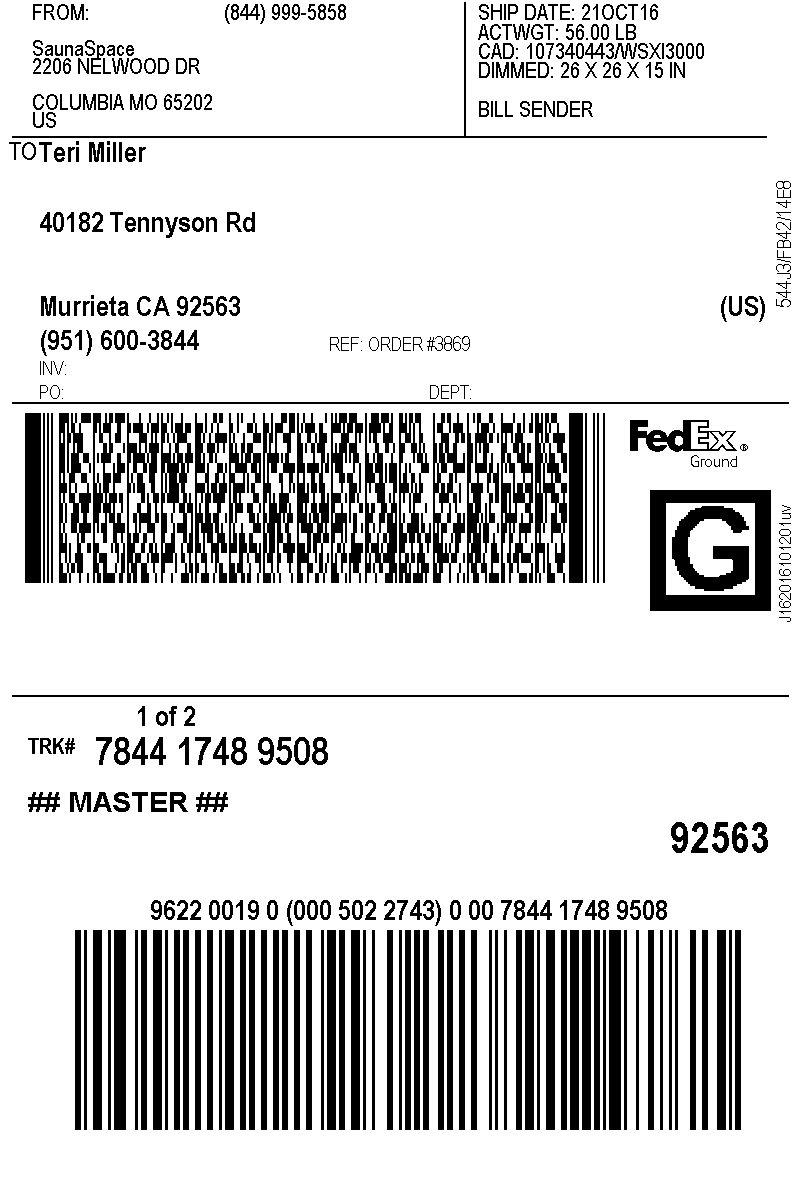 FROM: (844) 999-5858
SaunaSpace
2206 NELWOOD DR
COLUMBIA MO 65202
US
SHIP DATE: 21OCT16
ACTWGT: 56.00 LB
CAD: 107340443/WSXI3000
DIMMED: 26 X 26 X 15 IN
BILL SENDER
TO Teri Miller
40182 Tennyson Rd
Murrieta CA 92563 (US)
(951) 600-3844 REF: ORDER #3869
INV:
PO: DEPT:
544J3/FB42/14E8
FedEx®
Ground
G
J162016101201uv
1 of 2
TRK# 7844 1748 9508
## MASTER ##
92563
9622 0019 0 (000 502 2743) 0 00 7844 1748 9508